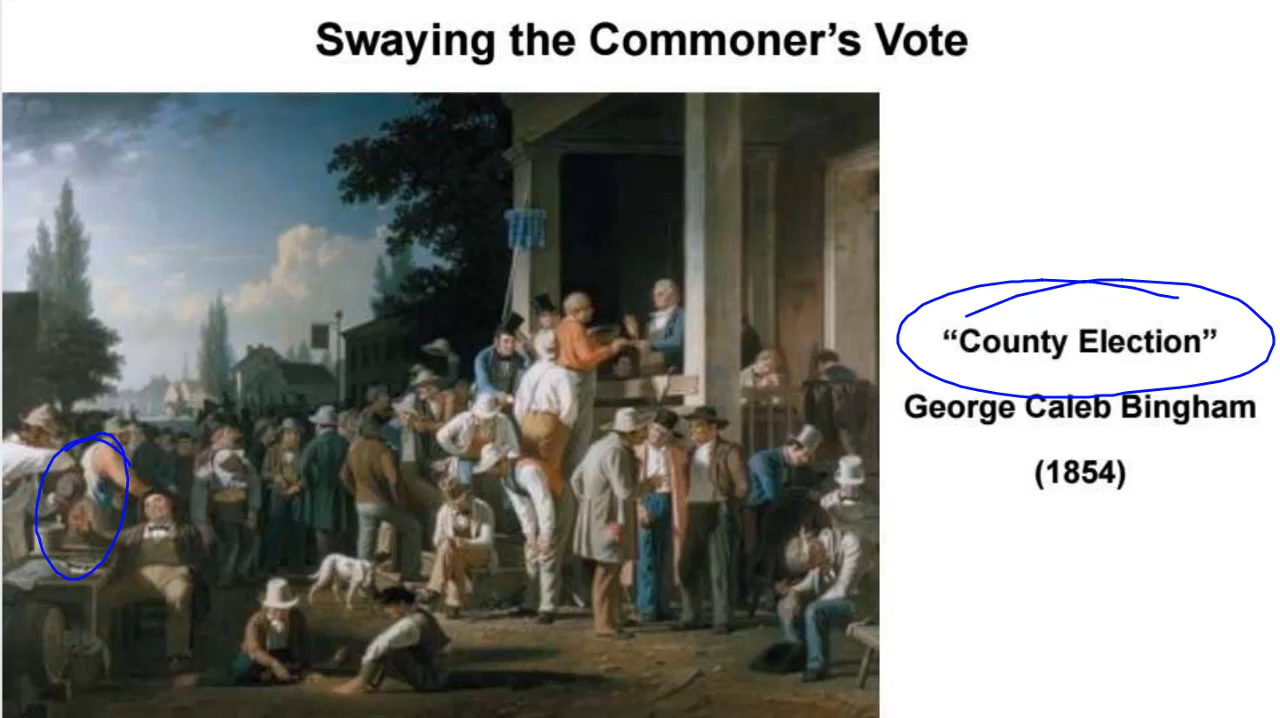 Swaying the Commoner’s Vote
“County Election”
George Caleb Bingham
(1854)